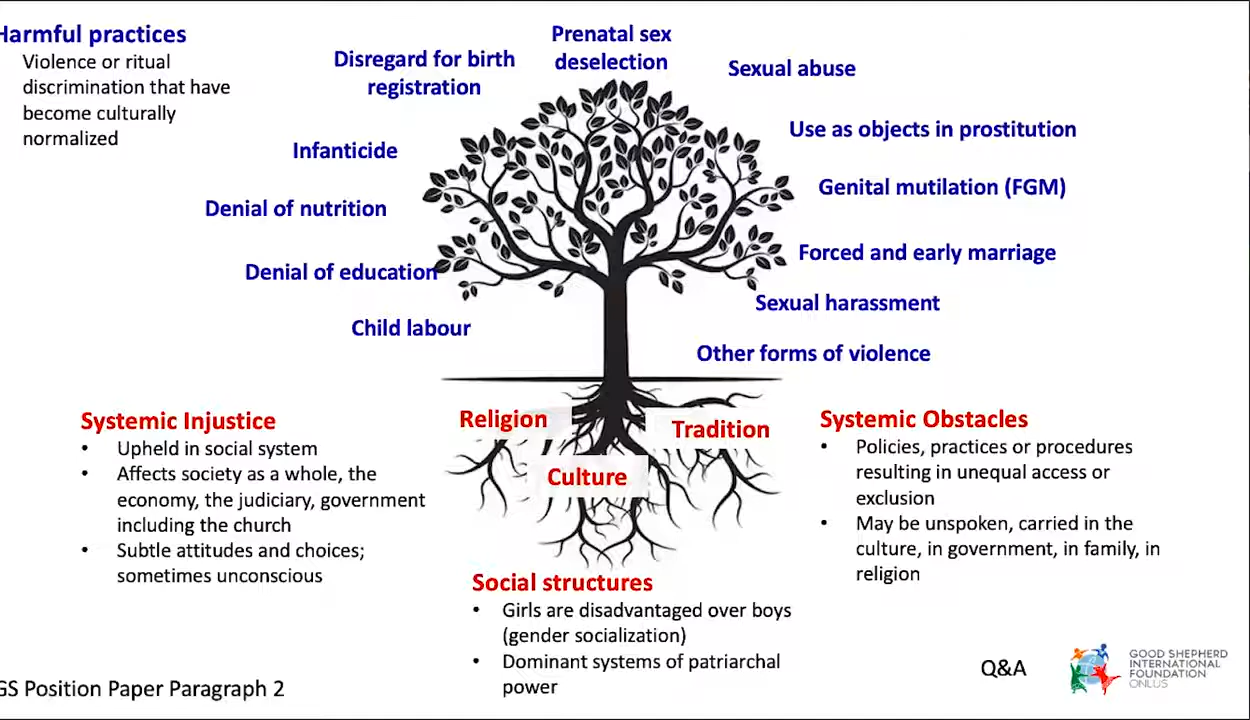 Harmful practices
Violence or ritual
discrimination that have
become culturally
normalized
Disregard for birth
registration
Prenatal sex
deselection
Sexual abuse
Infanticide
Use as objects in prostitution
Denial of nutrition
Genital mutilation (FGM)
Denial of education
Forced and early marriage
Child labour
Sexual harassment
Other forms of violence
Systemic Injustice
• Upheld in social system
• Affects society as a whole, the
economy, the judiciary, government
including the church
• Subtle attitudes and choices;
sometimes unconscious
Religion
Tradition
Culture
Social structures
• Girls are disadvantaged over boys
(gender socialization)
• Dominant systems of patriarchal
power
Systemic Obstacles
• Policies, practices or procedures
resulting in unequal access or
exclusion
• May be unspoken, carried in the
culture, in government, in family, in
religion
GS Position Paper Paragraph 2
Q&A
GOOD SHEPHERD
INTERNATIONAL
FOUNDATION
ONLUS